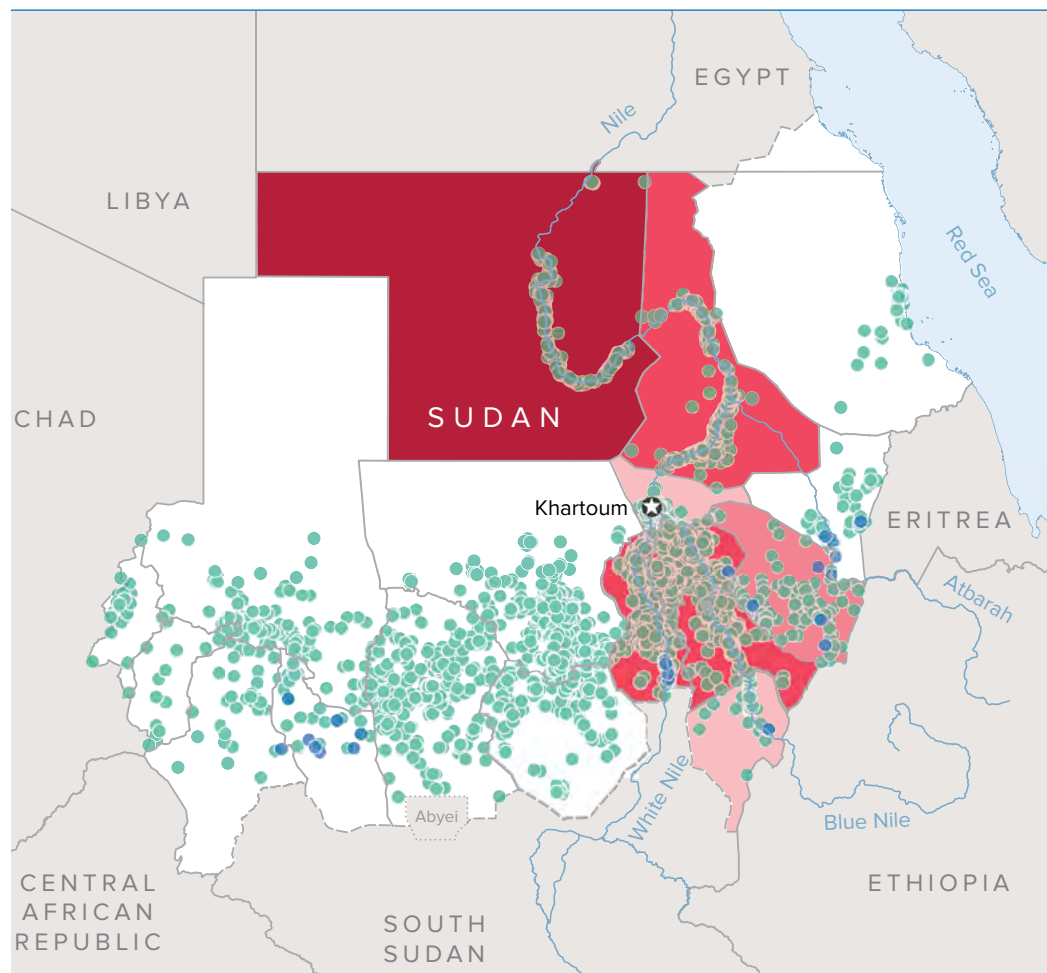 EGYPT
Nile
LIBYA
Red Sea
CHAD
SUDAN
Khartoum
ERITREA
Atbarah
White Nile
Abyei
Blue Nile
CENTRAL
AFRICAN
REPUBLIC
ETHIOPIA
SOUTH
SUDAN